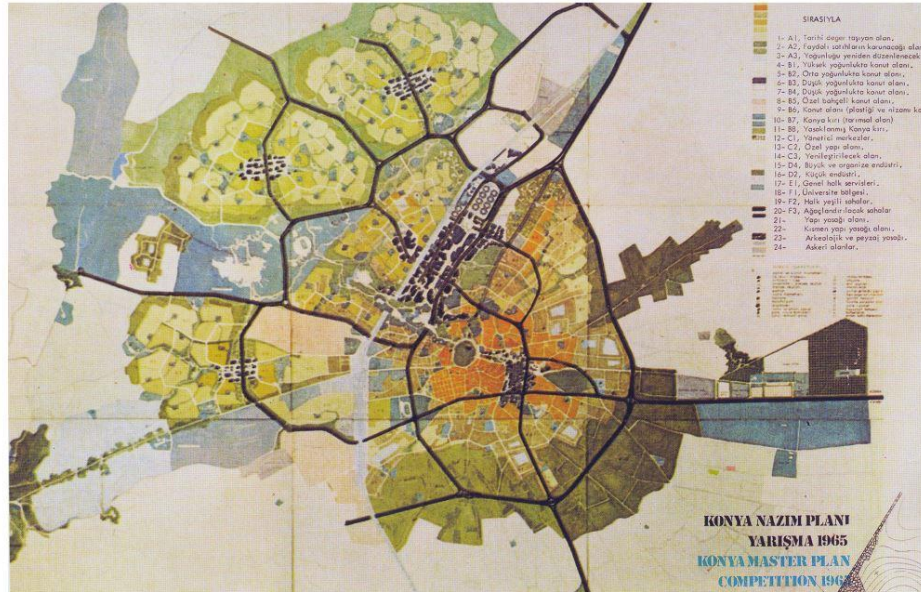 SIRASIYLA
1- A1, Tarihi değer taşıyan alan.
2- A2, Faydalı satıhların korunacağı ala
3- A3, Yoğunluğu yeniden düzenlenecek
4- B1, Yüksek yoğunlukta konut alanı.
5- B2, Orta yoğunlukta konut alanı.
6- B3, Düşük yoğunlukta konut alanı.
7- B4, Düşük yoğunlukta konut alanı.
8- B5, Özel bahçeli konut alanı.
9- B6, Konut alanı (plastiği ve nizamı ko
10- B7, Konya kırı (tarımsal alan)
11- B8, Yasaklanmış Konya kırı.
12- C1, Yönetici merkezler.
13- C2, Özel yapı alanı.
14- C3, Yenileştirilecek alan.
15- D4, Büyük ve organize endüstri.
16- D2, Küçük endüstri.
17- E1, Genel halk servisleri.
18- F1, Üniversite bölgesi.
19- F2, Halk yeşili sahalar.
20- F3, Ağaçlandırılacak sahalar
21- Yapı yasağı alanı.
22- Kısmen yapı yasağı alanı.
23- Arkeolojik ve peyzaj yasağı.
24- Askeri alanlar.
KONYA NAZIM PLANI
YARIŞMA 1965
KONYA MASTER PLAN
COMPETITION 196